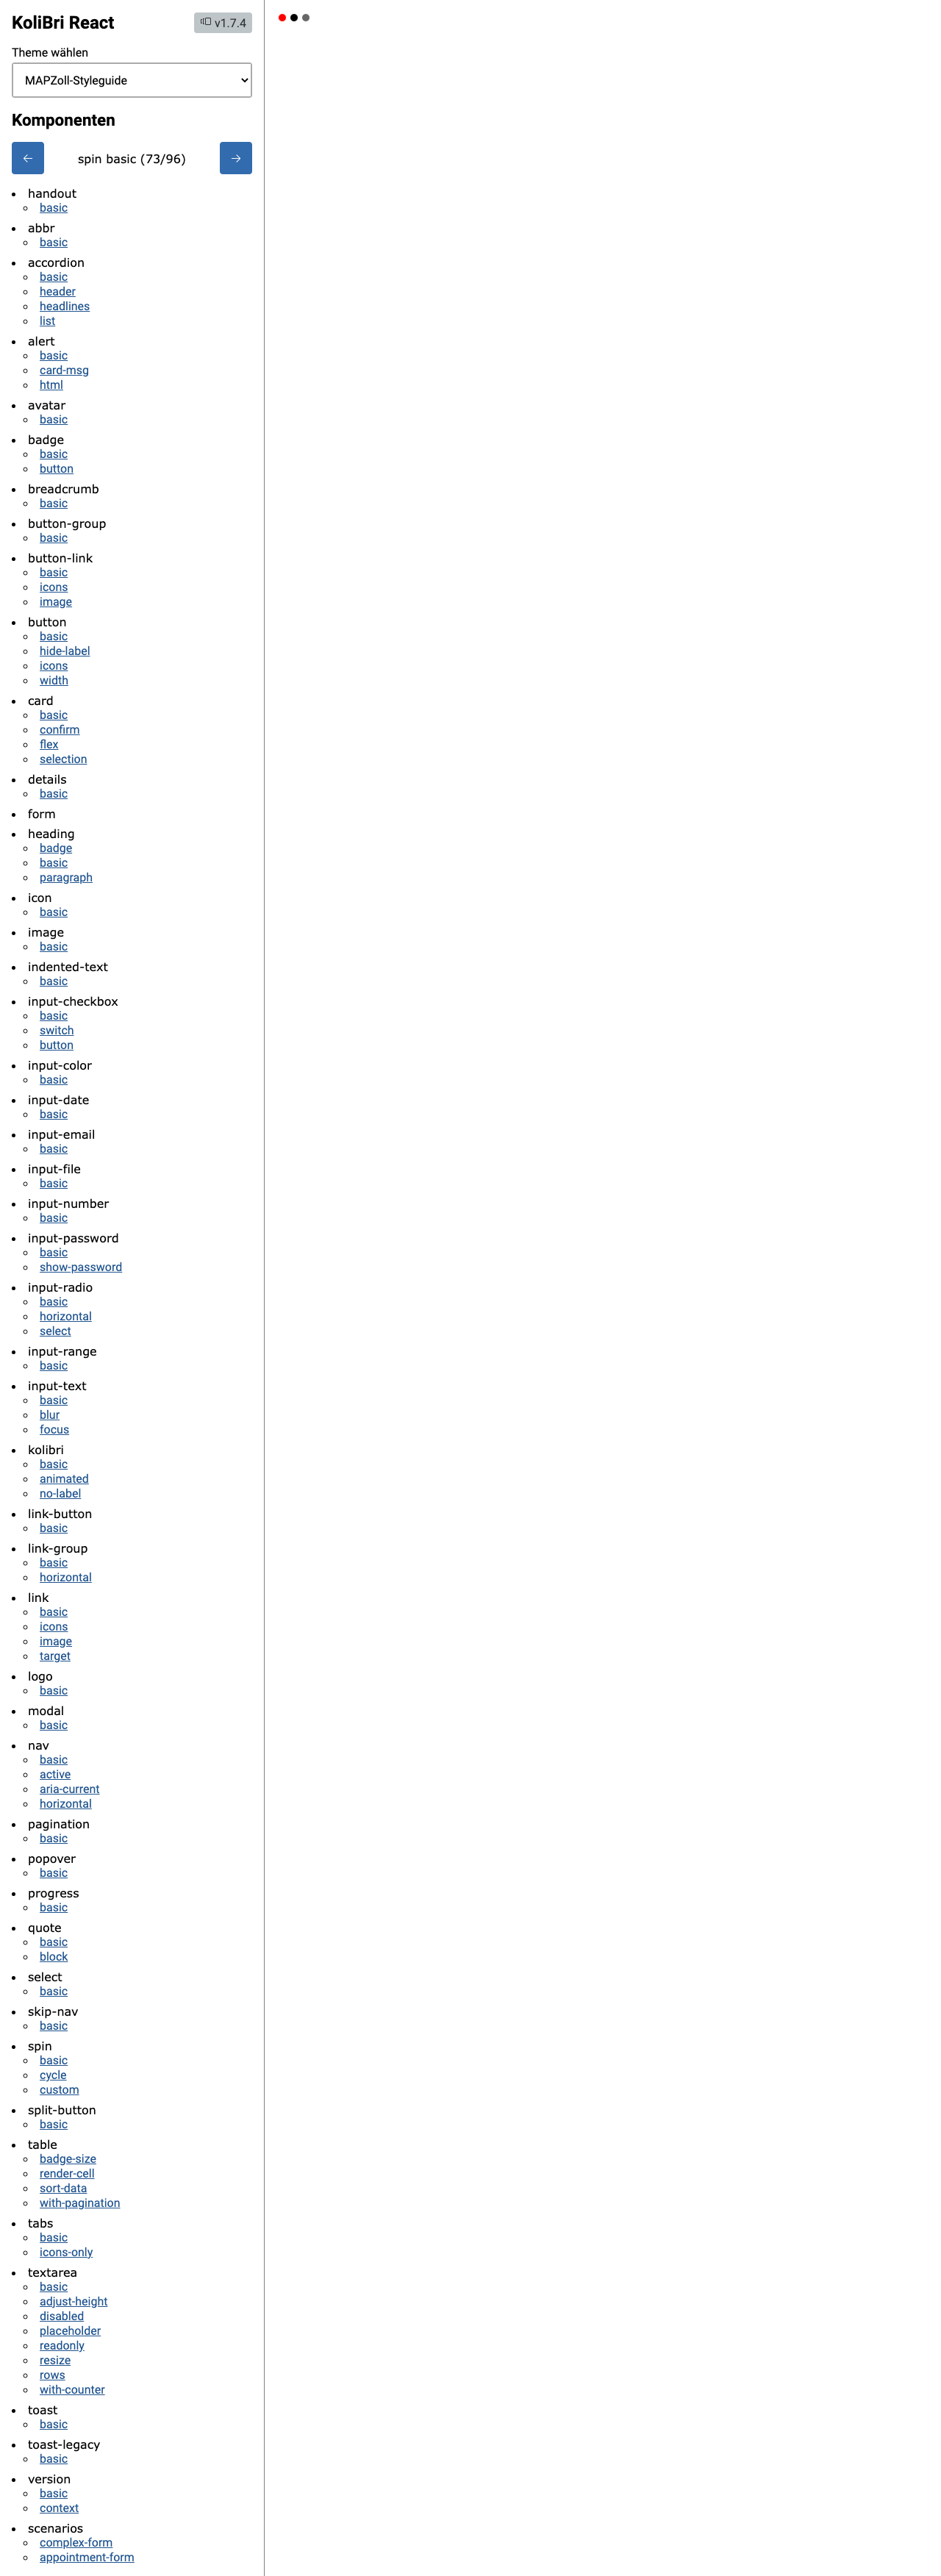 KoliBri React
v1.7.4
Theme wählen
MAPZoll-Styleguide
Komponenten
spin basic (73/96)
handout
basic
abbr
basic
accordion
basic
header
headlines
list
alert
basic
card-msg
html
avatar
basic
badge
basic
button
breadcrumb
basic
button-group
basic
button-link
basic
icons
image
button
basic
hide-label
icons
width
card
basic
confirm
flex
selection
details
basic
form
heading
badge
basic
paragraph
icon
basic
image
basic
indented-text
basic
input-checkbox
basic
switch
button
input-color
basic
input-date
basic
input-email
basic
input-file
basic
input-number
basic
input-password
basic
show-password
input-radio
basic
horizontal
select
input-range
basic
input-text
basic
blur
focus
kolibri
basic
animated
no-label
link-button
basic
link-group
basic
horizontal
link
basic
icons
image
target
logo
basic
modal
basic
nav
basic
active
aria-current
horizontal
pagination
basic
popover
basic
progress
basic
quote
basic
block
select
basic
skip-nav
basic
spin
basic
cycle
custom
split-button
basic
table
badge-size
render-cell
sort-data
with-pagination
tabs
basic
icons-only
textarea
basic
adjust-height
disabled
placeholder
readonly
resize
rows
with-counter
toast
basic
toast-legacy
basic
version
basic
context
scenarios
complex-form
appointment-form